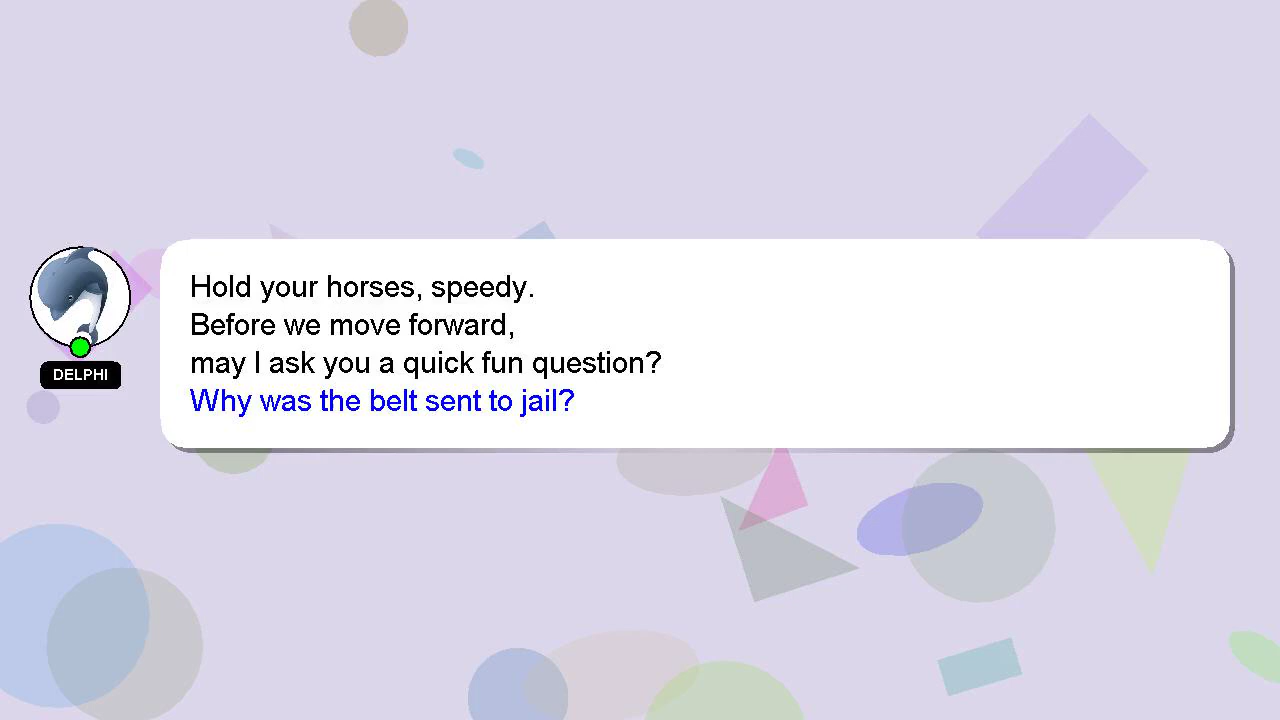 Hold your horses, speedy.
Before we move forward,
may I ask you a quick fun question?
Why was the belt sent to jail?
DELPHI